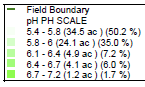 Field Boundary
pH PH SCALE
5.4 - 5.8 (34.5 ac ) (50.2 %)
5.8 - 6 (24.1 ac ) (35.0 %)
6.1 - 6.4 (4.9 ac ) (7.2 %)
6.4 - 6.7 (4.1 ac ) (6.0 %)
6.7 - 7.2 (1.2 ac ) (1.7 %)